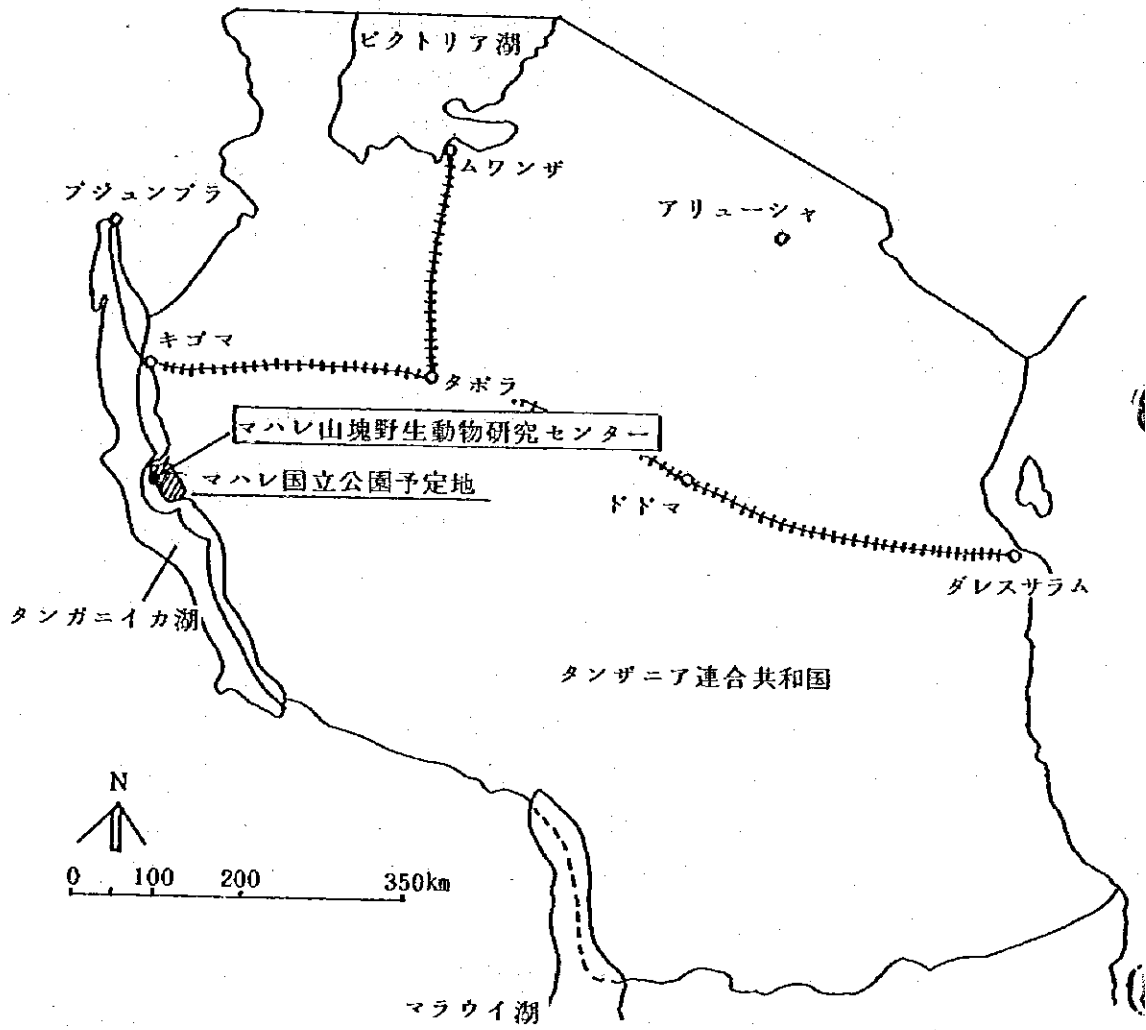 ビクトリア湖
ムワンザ
ブジュンブラ
アリューシャ
キゴマ
タボラ
マハレ山塊野生動物研究センター
マハレ国立公園予定地
ドドマ
ダレスサラム
タンガニイカ湖
タンザニア連合共和国
N
0 100 200 350km
マラウイ湖